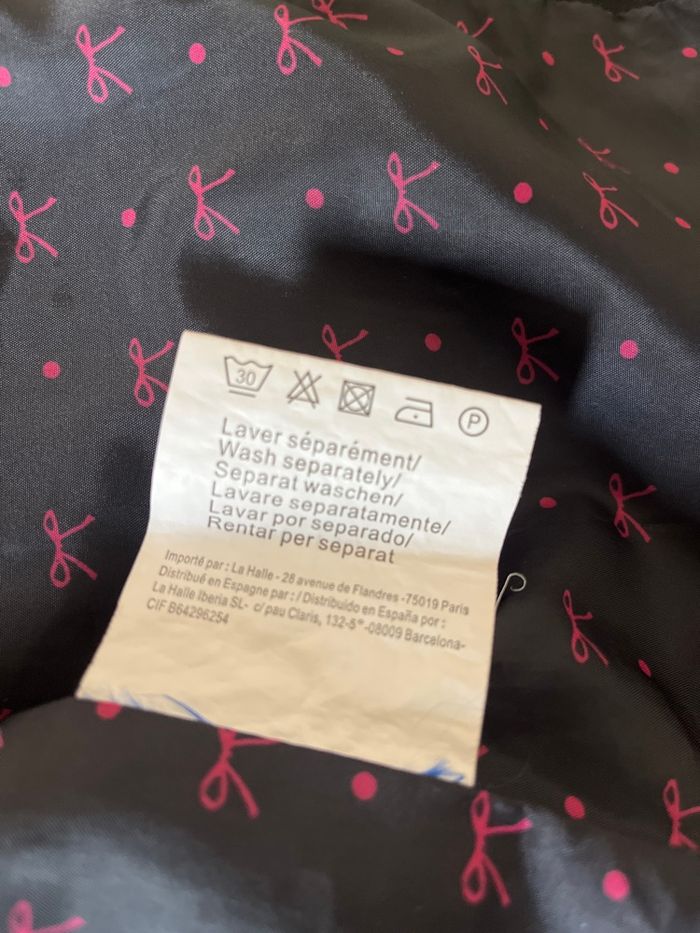 30
P
Laver séparément/
Wash separately/
Separat waschen/
Lavare separatamente/
Lavar por separado/
Rentar per separat
Importé par : La Halle - 28 avenue de Flandres -75019 Paris
Distribué en Espagne par : / Distribuido en España por :
La Halle Iberia SL- c/ pau Claris, 132-5°-08009 Barcelona-
CIF B64296254